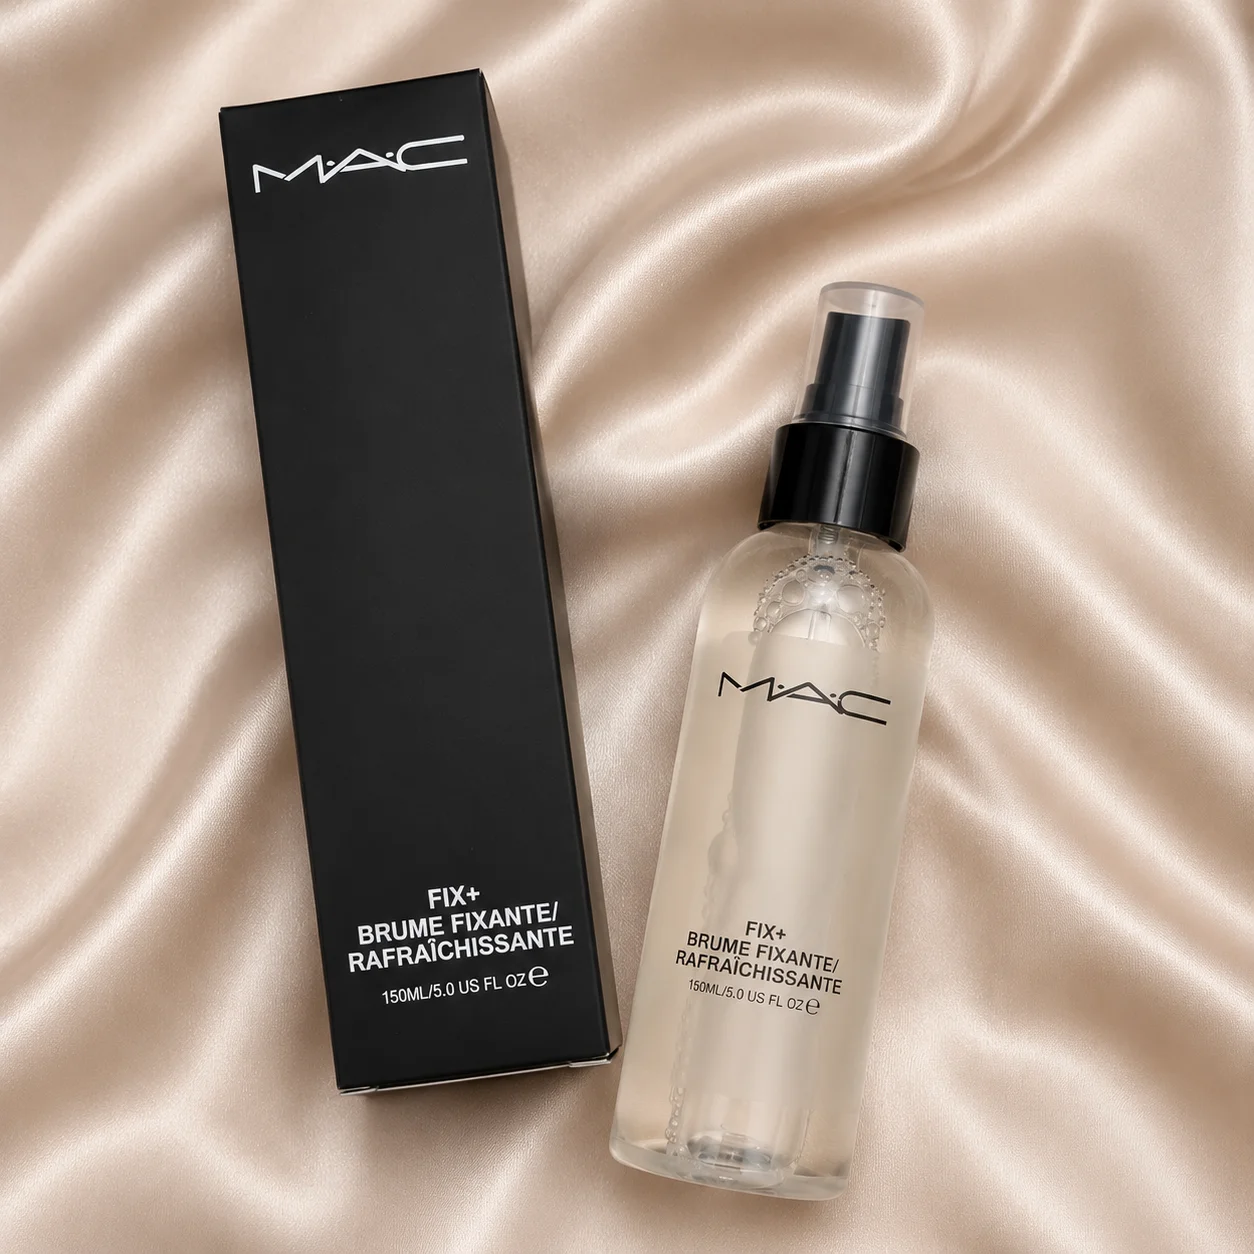 M·A·C
FIX+
BRUME FIXANTE/
RAFRAÎCHISSANTE
150ML/5.0 US FL OZ℮
M·A·C
FIX+
BRUME FIXANTE/
RAFRAÎCHISSANTE
150ML/5.0 US FL OZ℮